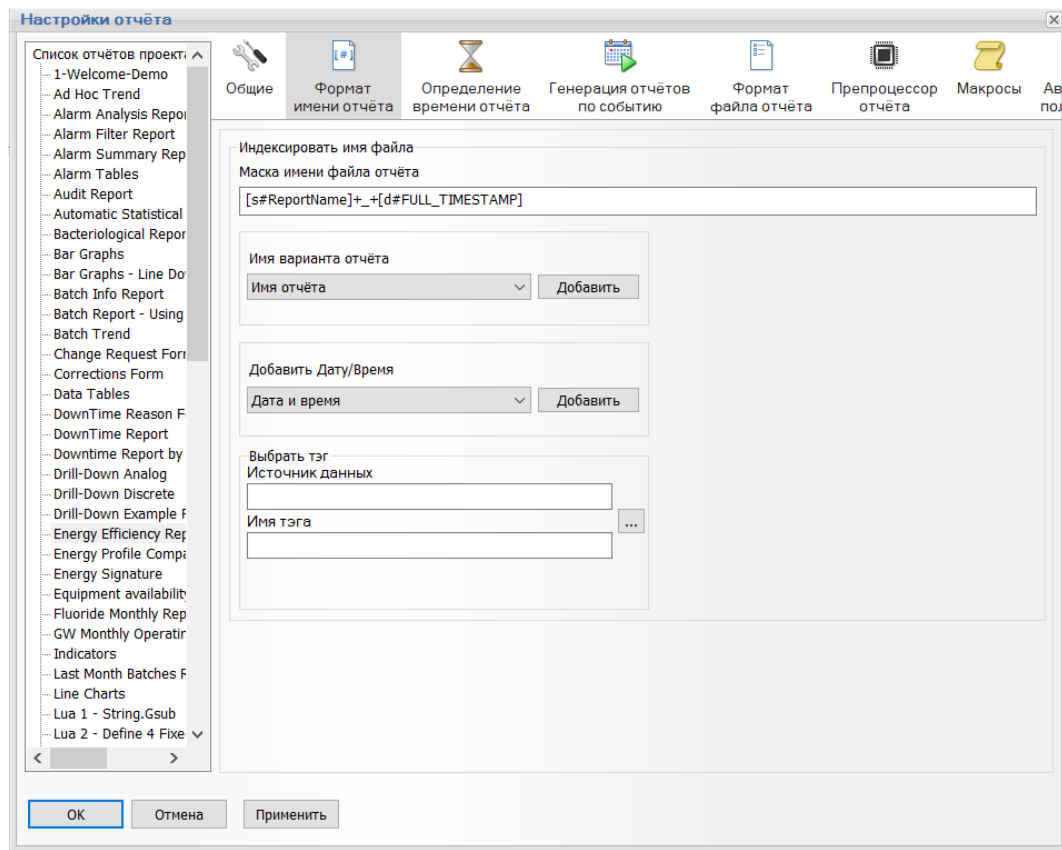 Настройки отчёта
Список отчётов проекта
1-Welcome-Demo
Ad Hoc Trend
Alarm Analysis Repor
Alarm Filter Report
Alarm Summary Rep
Alarm Tables
Audit Report
Automatic Statistical
Bacteriological Repor
Bar Graphs
Bar Graphs - Line Do
Batch Info Report
Batch Report - Using
Batch Trend
Change Request For
Corrections Form
Data Tables
DownTime Reason F
DownTime Report
Downtime Report by
Drill-Down Analog
Drill-Down Discrete
Drill-Down Example
Energy Efficiency Rep
Energy Profile Compa
Energy Signature
Equipment availability
Fluoride Monthly Rep
GW Monthly Operatin
Indicators
Last Month Batches R
Line Charts
Lua 1 - String.Gsub
Lua 2 - Define 4 Fixe
Общие
[#]
Формат
имени отчёта
Определение
времени отчёта
Генерация отчётов
по событию
Формат
файла отчёта
Препроцессор
отчёта
Макросы
Ав
пол
Индексировать имя файла
Маска имени файла отчёта
[s#ReportName]+_+[d#FULL_TIMESTAMP]
Имя варианта отчёта
Имя отчёта
Добавить
Добавить Дату/Время
Дата и время
Добавить
Выбрать тэг
Источник данных
Имя тэга
...
OK
Отмена
Применить